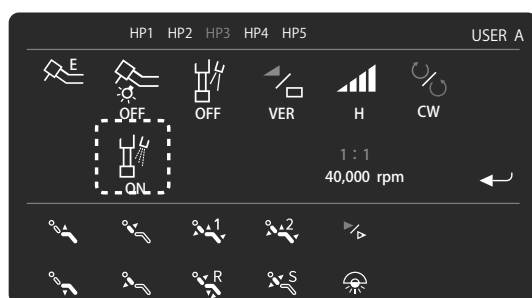 HP1 HP2 HP3 HP4 HP5 USER A
E
OFF OFF VER H CW
ON
1 : 1
40,000 rpm
1 2
R S